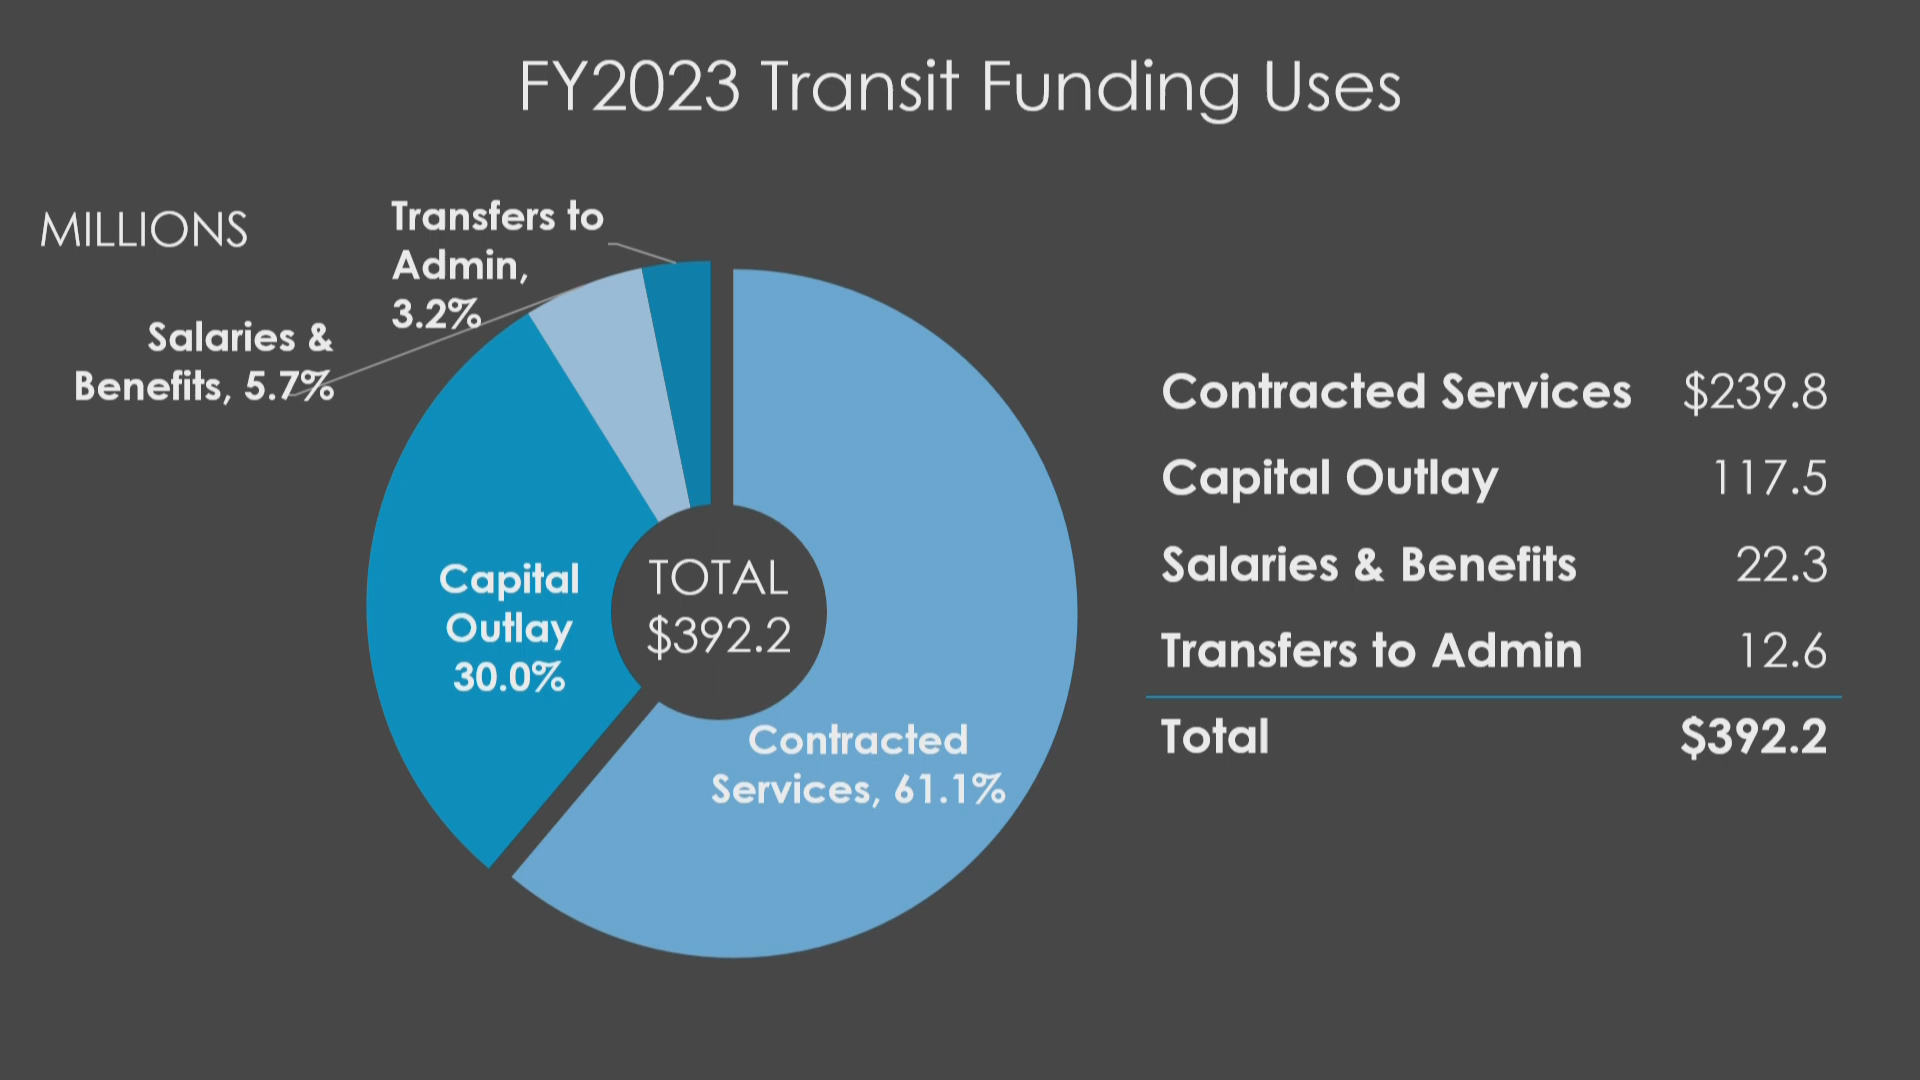 FY2023 Transit Funding Uses
MILLIONS
Transfers to
Admin,
3.2%
Salaries &
Benefits, 5.7%
Capital
Outlay
30.0%
TOTAL
$392.2
Contracted
Services, 61.1%
Contracted Services $239.8
Capital Outlay 117.5
Salaries & Benefits 22.3
Transfers to Admin 12.6
Total $392.2